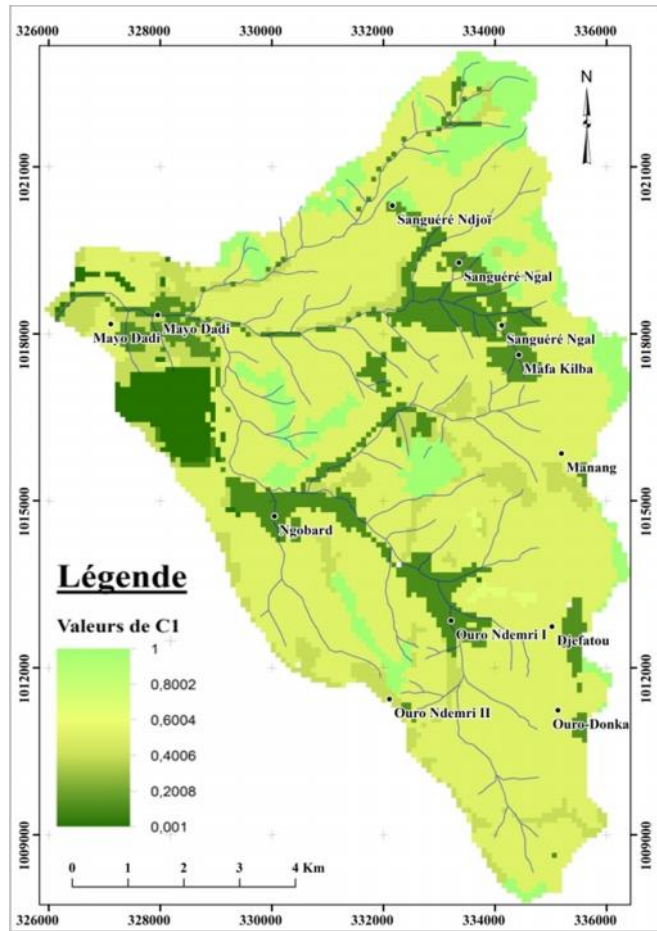 326000 328000 330000 332000 334000 336000
N
1021000 1021000
Sanguéré Ndjoï
Sanguéré Ngal
1018000 1018000
Mayo Dadi
Mayo Dadi
Sanguéré Ngal
Mafa Kilba
Manang
1015000 1015000
Ngobard
Légende
Valeurs de C1
1
0,8002
0,6004
0,4006
0,2008
0,001
Ouro Ndemri I
Djefatou
1012000 1012000
Ouro Ndemri II
Ouro-Donka
1009000 1009000
0 1 2 4 Km
326000 328000 330000 332000 334000 336000